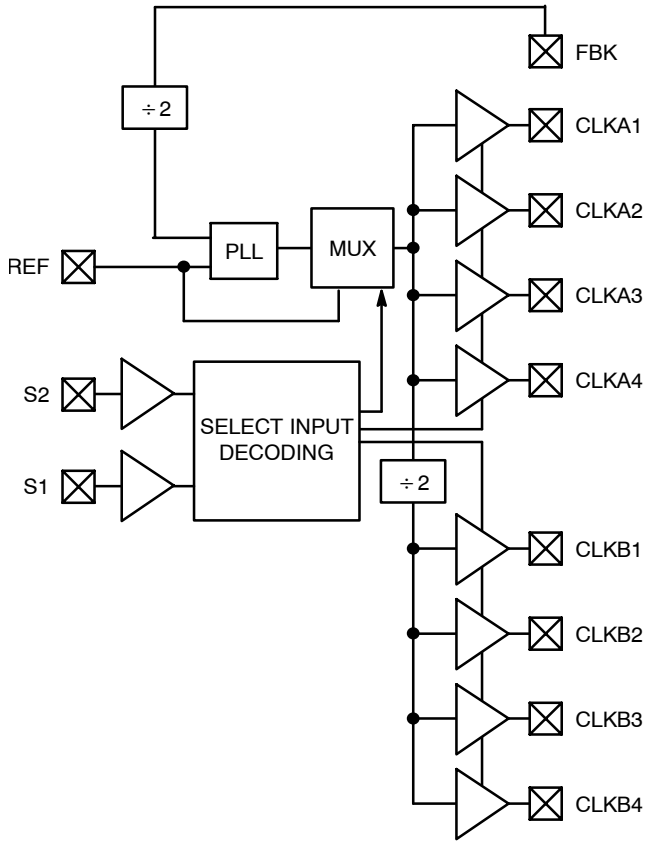 FBK
÷2
CLKA1
CLKA2
PLL
MUX
REF
CLKA3
CLKA4
S2
SELECT INPUT
DECODING
S1
÷2
CLKB1
CLKB2
CLKB3
CLKB4